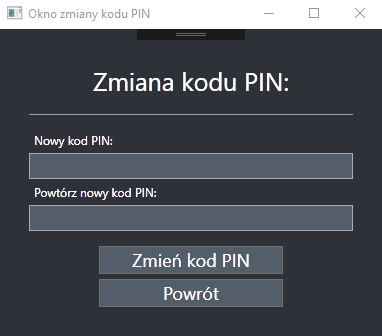 Okno zmiany kodu PIN
Zmiana kodu PIN:
Nowy kod PIN:
Powtórz nowy kod PIN:
Zmień kod PIN
Powrót